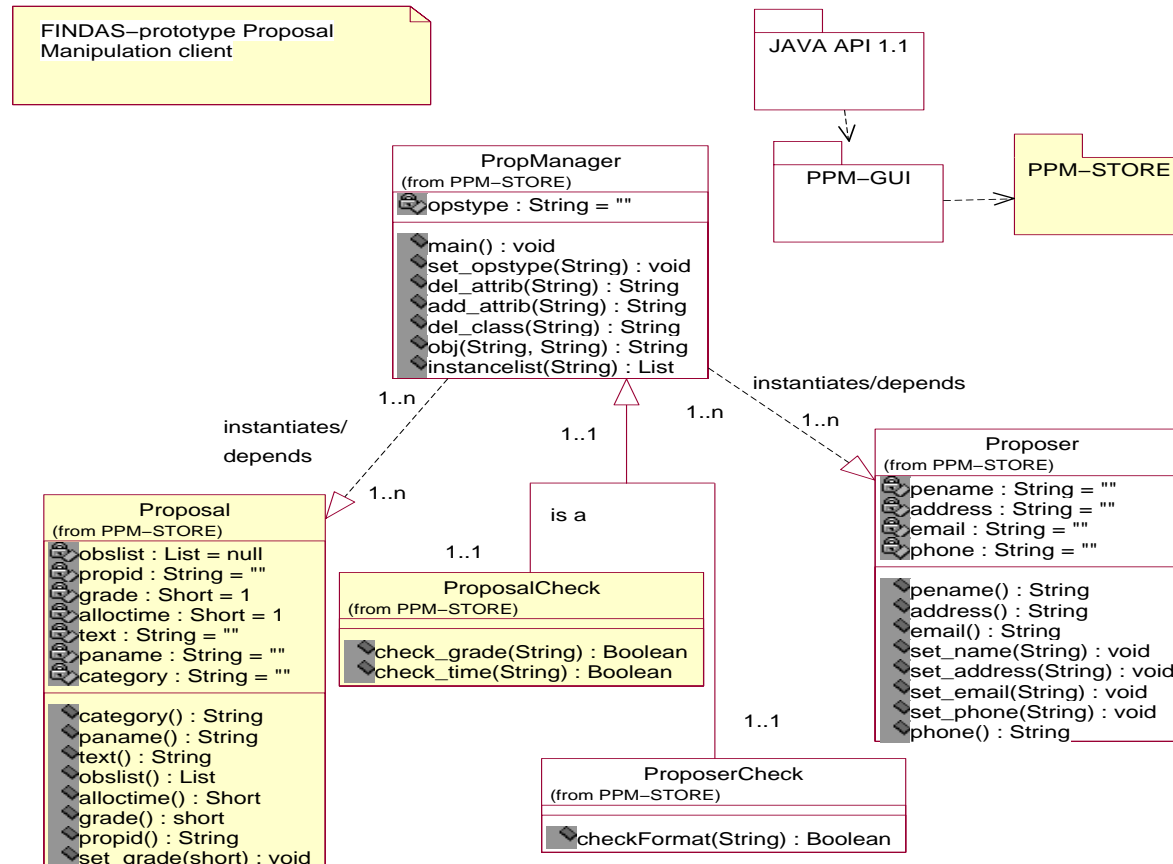 FINDAS−prototype Proposal
Manipulation client
JAVA API 1.1
PPM−GUI
PPM−STORE
PropManager
(from PPM−STORE)
opstype : String = ""
main() : void
set_opstype(String) : void
del_attrib(String) : String
add_attrib(String) : String
del_class(String) : String
obj(String, String) : String
instancelist(String) : List
1..n
instantiates/
depends
1..n
1..1
is a
1..1
1..1
instantiates/depends
1..n
1..n
Proposal
(from PPM−STORE)
obslist : List = null
propid : String = ""
grade : Short = 1
alloctime : Short = 1
text : String = ""
paname : String = ""
category : String = ""
category() : String
paname() : String
text() : String
obslist() : List
alloctime() : Short
grade() : short
propid() : String
set_grade(short) : void
ProposalCheck
(from PPM−STORE)
check_grade(String) : Boolean
check_time(String) : Boolean
ProposerCheck
(from PPM−STORE)
checkFormat(String) : Boolean
Proposer
(from PPM−STORE)
pename : String = ""
address : String = ""
email : String = ""
phone : String = ""
pename() : String
address() : String
email() : String
set_name(String) : void
set_address(String) : void
set_email(String) : void
set_phone(String) : void
phone() : String